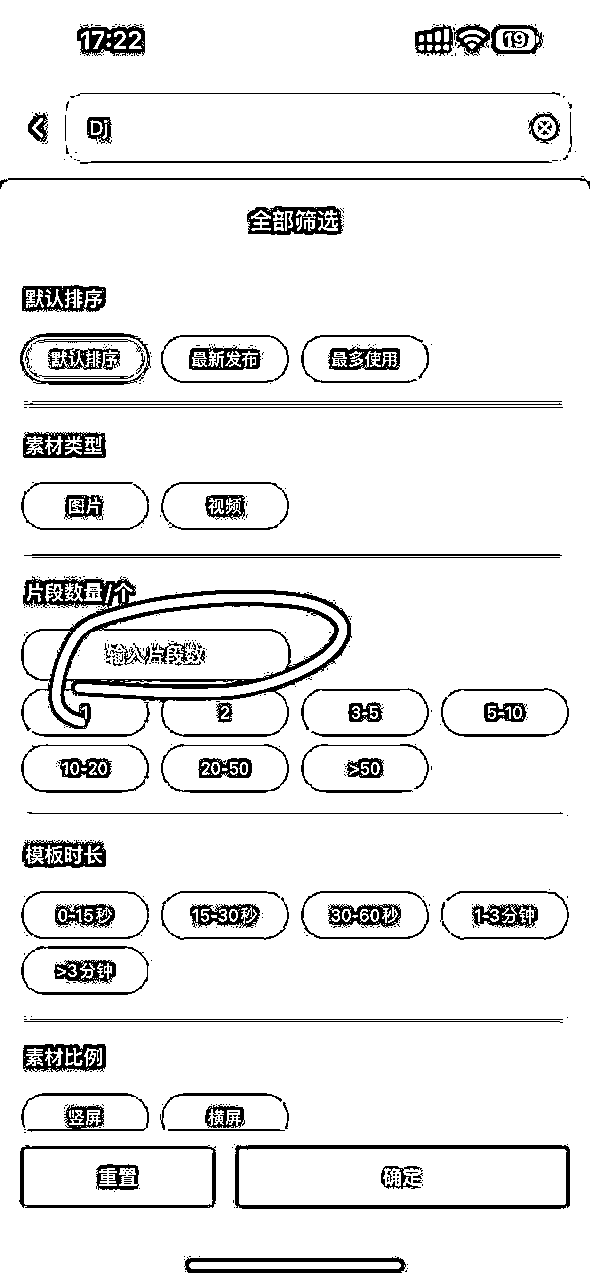 17:22
19
Dj
全部筛选
默认排序
默认排序 最新发布 最多使用
素材类型
图片 视频
片段数量/个
输入片段数
1 2 3-5 5-10
10-20 20-50 >50
模板时长
0-15秒 15-30秒 30-60秒 1-3分钟
>3分钟
素材比例
竖屏 横屏
重置 确定